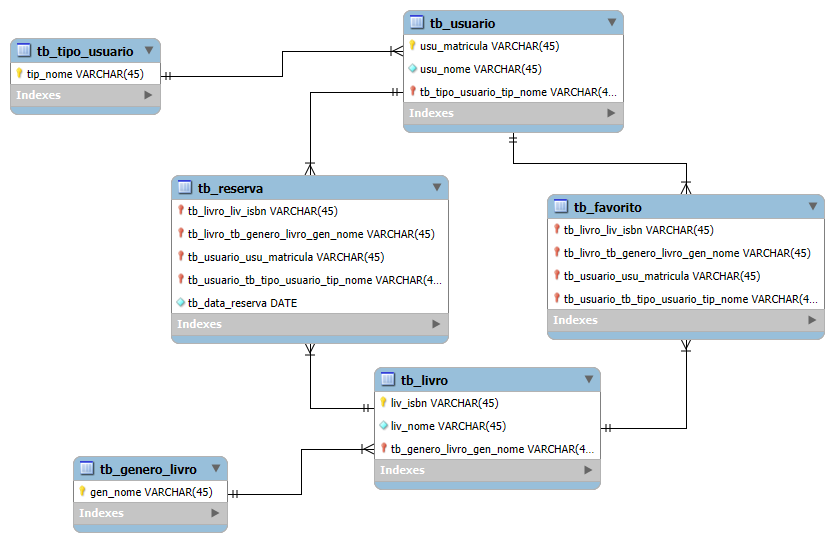 tb_tipo_usuario
tip_nome VARCHAR(45)
Indexes
tb_usuario
usu_matricula VARCHAR(45)
usu_nome VARCHAR(45)
tb_tipo_usuario_tip_nome VARCHAR(4...
Indexes
tb_reserva
tb_livro_liv_isbn VARCHAR(45)
tb_livro_tb_genero_livro_gen_nome VARCHAR(45)
tb_usuario_usu_matricula VARCHAR(45)
tb_usuario_tb_tipo_usuario_tip_nome VARCHAR(4...
tb_data_reserva DATE
Indexes
tb_favorito
tb_livro_liv_isbn VARCHAR(45)
tb_livro_tb_genero_livro_gen_nome VARCHAR(45)
tb_usuario_usu_matricula VARCHAR(45)
tb_usuario_tb_tipo_usuario_tip_nome VARCHAR(4...
Indexes
tb_livro
liv_isbn VARCHAR(45)
liv_nome VARCHAR(45)
tb_genero_livro_gen_nome VARCHAR(4...
Indexes
tb_genero_livro
gen_nome VARCHAR(45)
Indexes